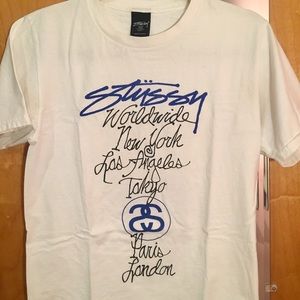 Stüssy
Worldwide
New York
Los Angeles
Tokyo
Paris
London